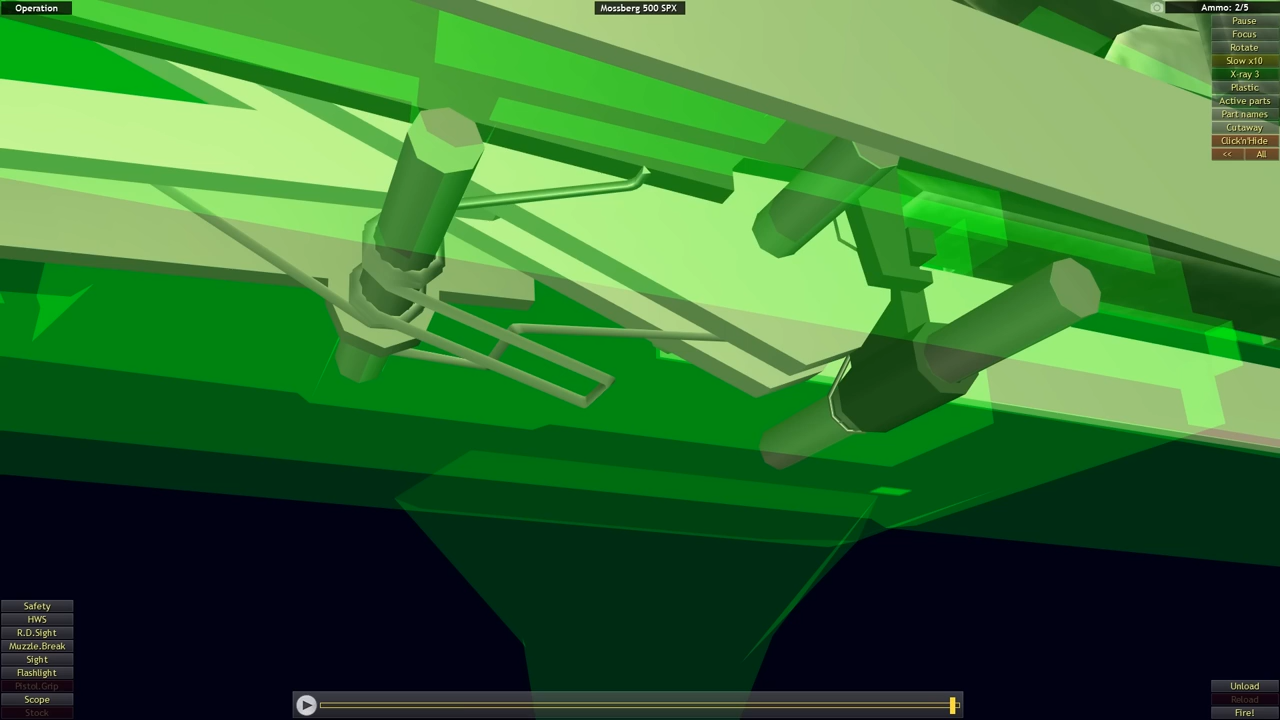 Operation
Mossberg 500 SPX
Ammo: 2/5
Pause
Focus
Rotate
Slow x10
X-ray 3
Plastic
Active parts
Part names
Cutaway
Click'n'Hide
<< All
Safety
HWS
R.D.Sight
Muzzle.Break
Sight
Flashlight
Pistol.Grip
Scope
Stock
Unload
Reload
Fire!